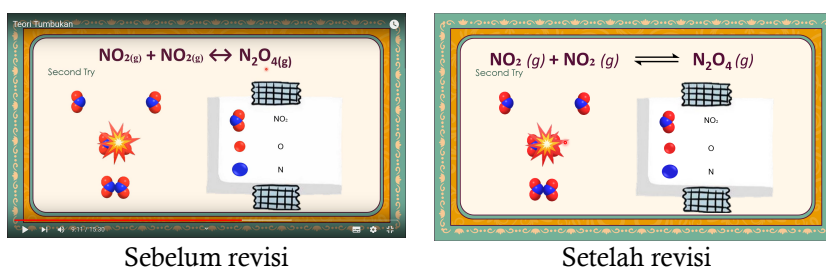 Teori Tumbukan
NO₂(g) + NO₂(g) ↔ N₂O₄(g)
Second Try
NO₂
O
N
9:11 / 15:30
Sebelum revisi
NO₂ (g) + NO₂ (g) ⇌ N₂O₄ (g)
Second Try
NO₂
O
N
Setelah revisi